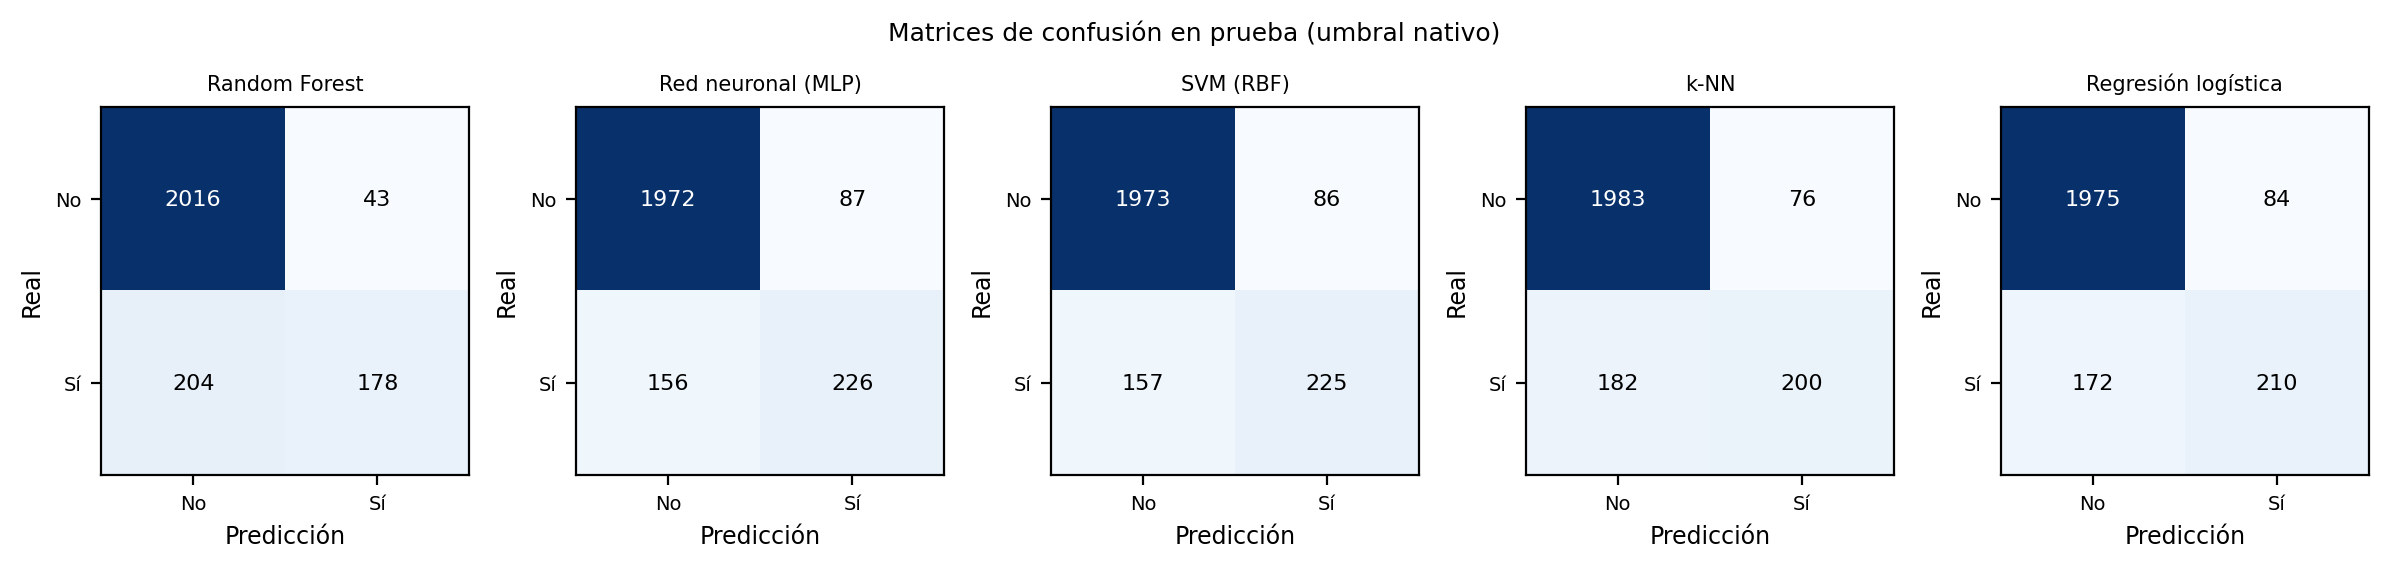 Matrices de confusión en prueba (umbral nativo)
Random Forest
2016 43
204 178
No
Sí
Real
No Sí
Predicción
Red neuronal (MLP)
1972 87
156 226
No
Sí
Real
No Sí
Predicción
SVM (RBF)
1973 86
157 225
No
Sí
Real
No Sí
Predicción
k-NN
1983 76
182 200
No
Sí
Real
No Sí
Predicción
Regresión logística
1975 84
172 210
No
Sí
Real
No Sí
Predicción